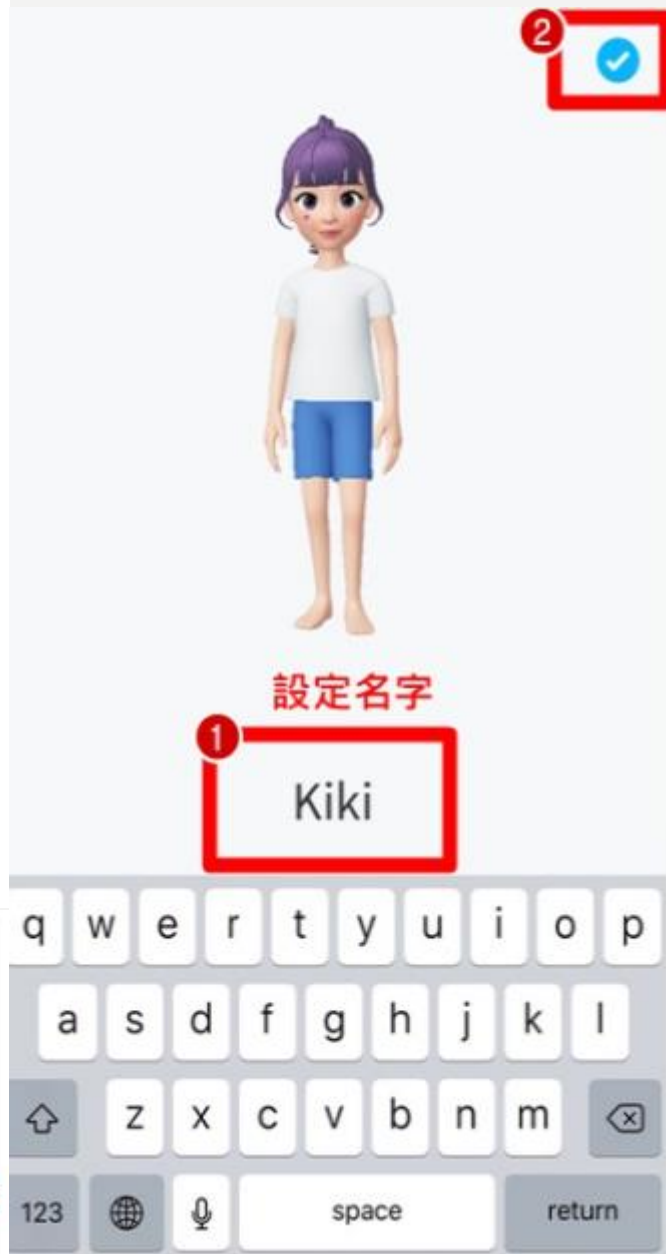 2
設定名字
1
Kiki
q w e r t y u i o p
a s d f g h j k l
z x c v b n m
123 space return